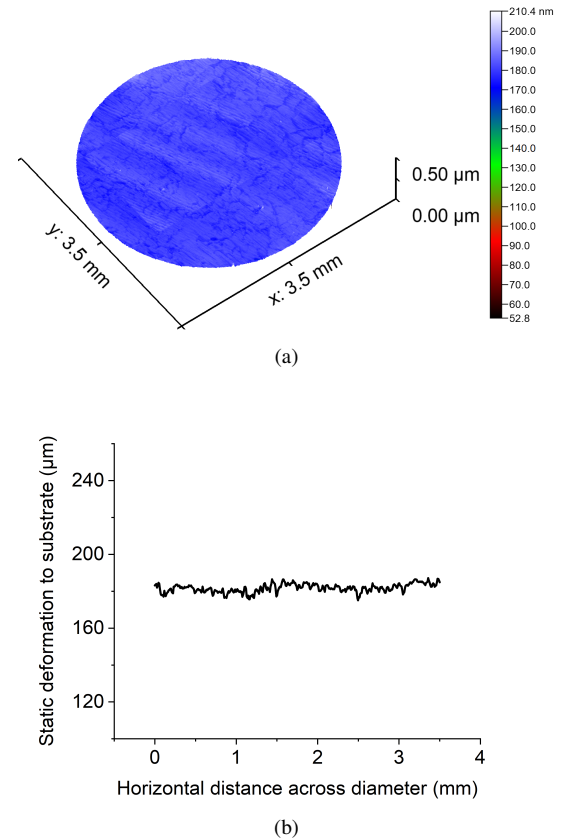 210.4 nm
200.0
190.0
180.0
170.0
160.0
150.0
140.0
130.0
120.0
110.0
100.0
90.0
80.0
70.0
60.0
52.8
0.50 µm
0.00 µm
y: 3.5 mm
x: 3.5 mm
(a)
Static deformation to substrate (µm)
240
200
160
120
0 1 2 3 4
Horizontal distance across diameter (mm)
(b)